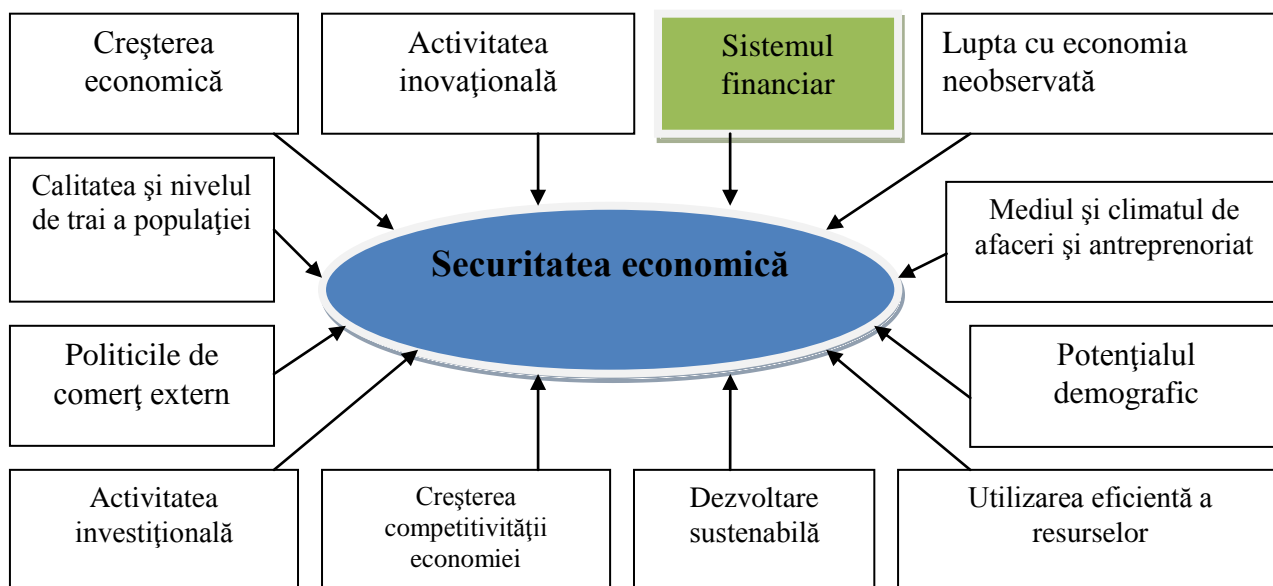 Creşterea
economică
Activitatea
inovaţională
Sistemul
financiar
Lupta cu economia
neobservată
Calitatea şi nivelul
de trai a populaţiei
Securitatea economică
Mediul şi climatul de
afaceri şi antreprenoriat
Politicile de
comerţ extern
Potenţialul
demografic
Activitatea
investiţională
Creşterea
competitivităţii
economiei
Dezvoltare
sustenabilă
Utilizarea eficientă a
resurselor